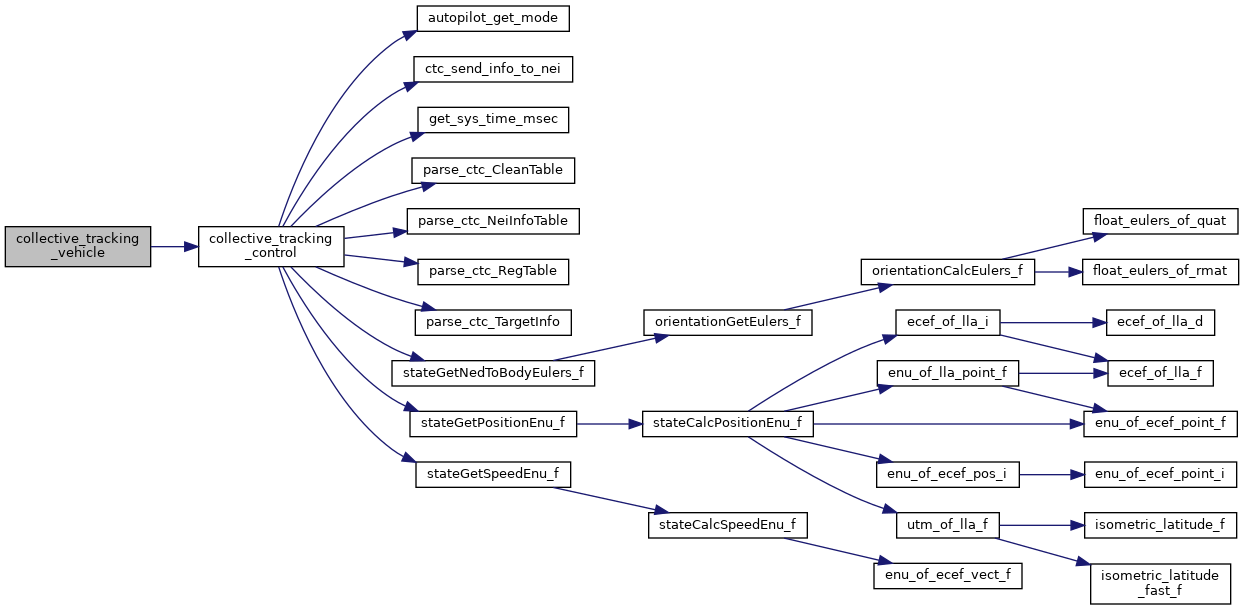 collective_tracking
_vehicle
collective_tracking
_control
autopilot_get_mode
ctc_send_info_to_nei
get_sys_time_msec
parse_ctc_CleanTable
parse_ctc_NeiInfoTable
parse_ctc_RegTable
parse_ctc_TargetInfo
stateGetNedToBodyEulers_f
stateGetPositionEnu_f
stateGetSpeedEnu_f
orientationGetEulers_f
stateCalcPositionEnu_f
stateCalcSpeedEnu_f
orientationCalcEulers_f
ecef_of_lla_i
enu_of_lla_point_f
enu_of_ecef_pos_i
utm_of_lla_f
enu_of_ecef_vect_f
float_eulers_of_quat
float_eulers_of_rmat
ecef_of_lla_d
ecef_of_lla_f
enu_of_ecef_point_f
enu_of_ecef_point_i
isometric_latitude_f
isometric_latitude
_fast_f